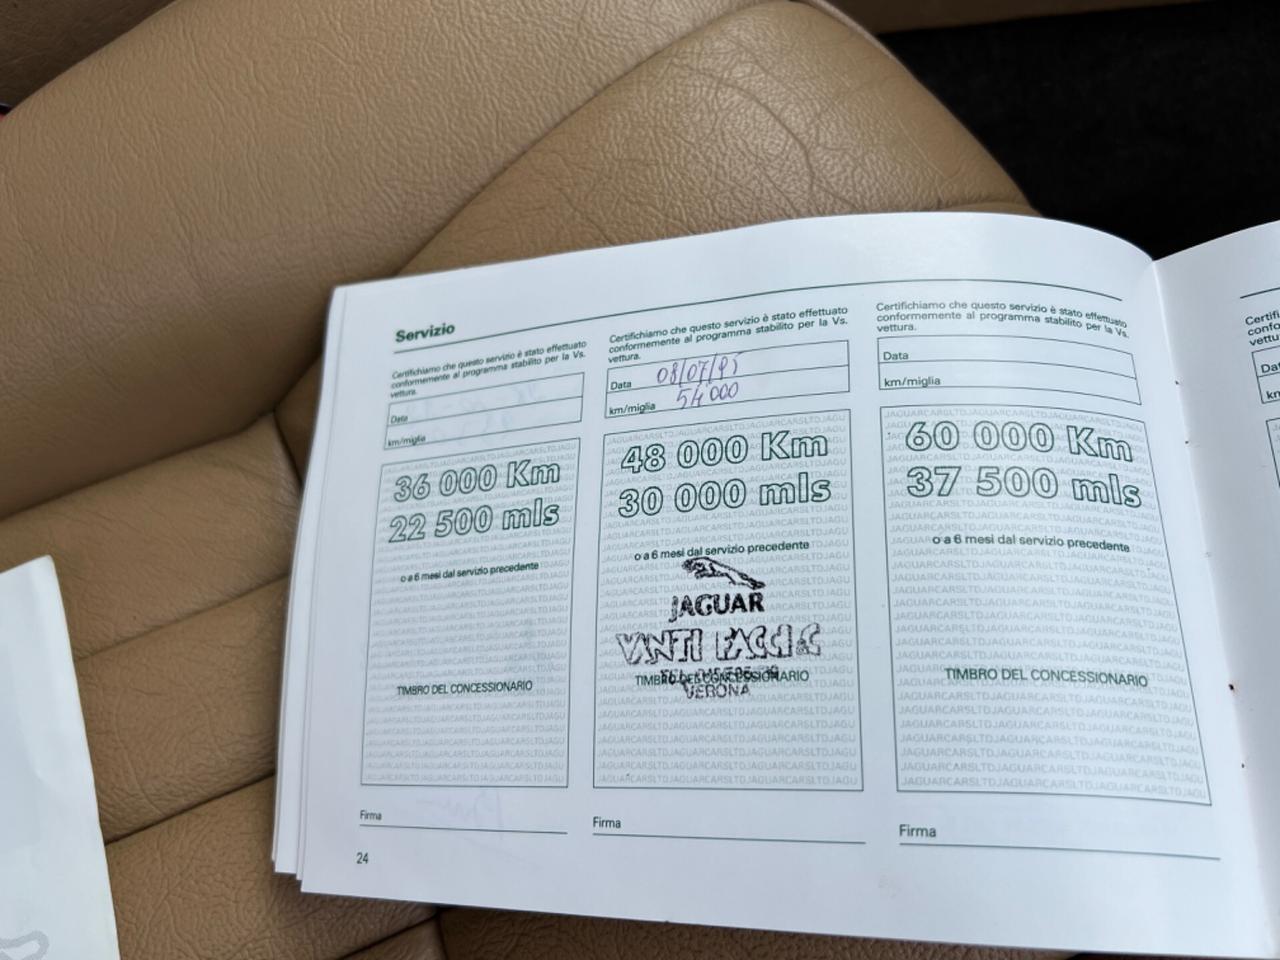 Servizio
Certifichiamo che questo servizio è stato effettuato
conformemente al programma stabilito per la Vs.
vettura.
Data
km/miglia
36 000 Km
22 500 mls
o a 6 mesi dal servizio precedente
TIMBRO DEL CONCESSIONARIO
Firma
24
Certifichiamo che questo servizio è stato effettuato
conformemente al programma stabilito per la Vs.
vettura.
Data 08/07/95
km/miglia 54000
48 000 Km
30 000 mls
o a 6 mesi dal servizio precedente
JAGUAR
TIMBRO DEL CONCESSIONARIO
VERONA
Firma
Certifichiamo che questo servizio è stato effettuato
conformemente al programma stabilito per la Vs.
vettura.
Data
km/miglia
60 000 Km
37 500 mls
o a 6 mesi dal servizio precedente
TIMBRO DEL CONCESSIONARIO
Firma